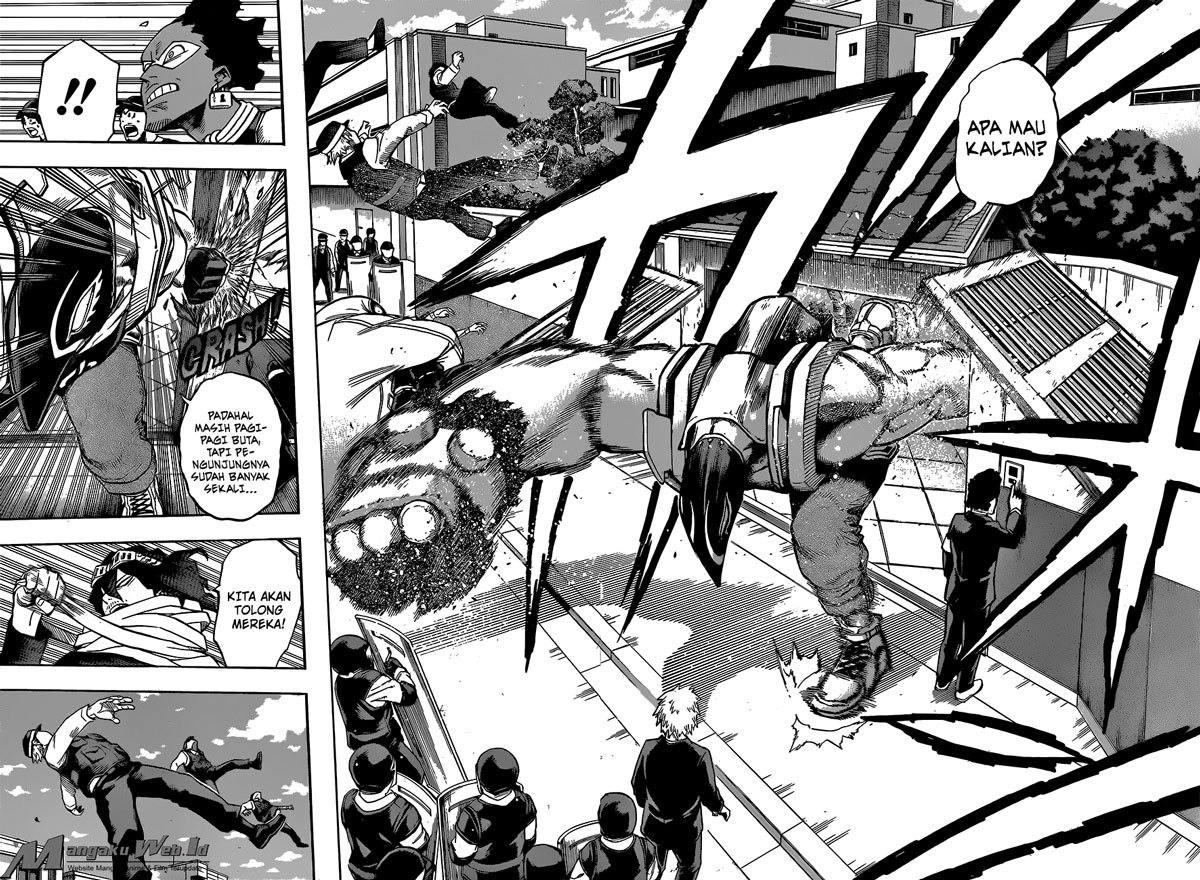 APA MAU
KALIAN?
!!
CRASH!
PADAHAL
MASIH PAGI-
PAGI BUTA,
TAPI PE-
NGUNJUNGNYA
SUDAH BANYAK
SEKALI...
KITA AKAN
TOLONG
MEREKA!
Mangaku.Web.Id